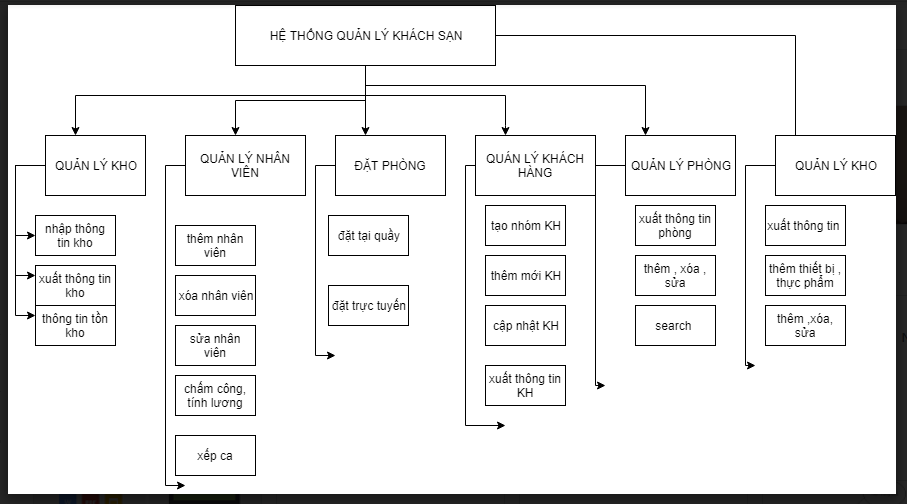 HỆ THỐNG QUẢN LÝ KHÁCH SẠN
QUẢN LÝ KHO
nhập thông
tin kho
xuất thông tin
kho
thông tin tồn
kho
QUẢN LÝ NHÂN
VIÊN
thêm nhân
viên
xóa nhân viên
sửa nhân
viên
chấm công,
tính lương
xếp ca
ĐẶT PHÒNG
đặt tại quầy
đặt trực tuyến
QUẢN LÝ KHÁCH
HÀNG
tạo nhóm KH
thêm mới KH
cập nhật KH
xuất thông tin
KH
QUẢN LÝ PHÒNG
xuất thông tin
phòng
thêm , xóa ,
sửa
search
QUẢN LÝ KHO
xuất thông tin
thêm thiết bị ,
thực phẩm
thêm ,xóa,
sửa